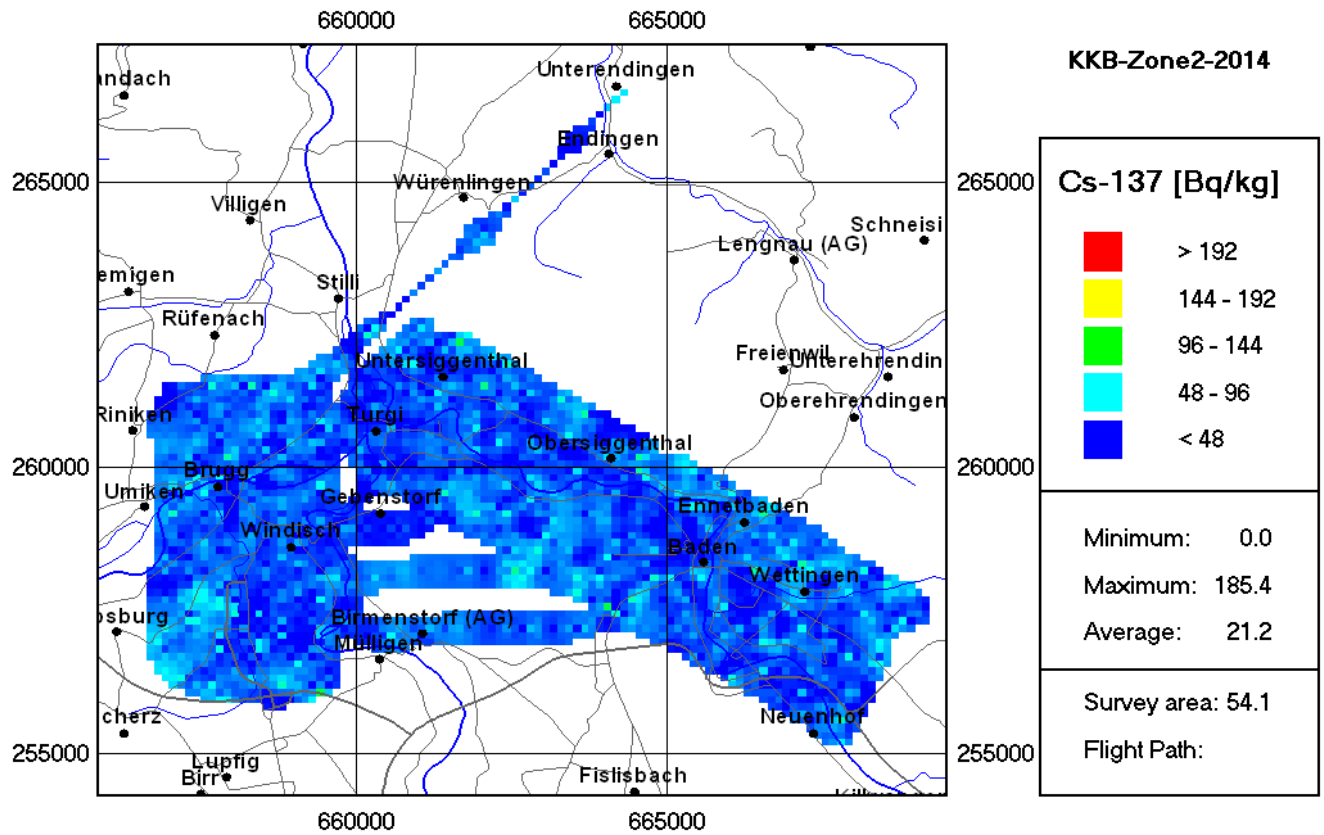 660000 665000
KKB-Zone2-2014
Unterendingen
andach
Endingen
265000 265000
Würenlingen
Villigen
Schneisi
Lengnau (AG)
emigen
Stilli
Rüfenach
Freienwil
Unterehrendin
Untersiggenthal
Oberehrendingen
Riniken
Turgi
Obersiggenthal
260000 260000
Brugg
Umiken
Gebenstorf
Ennetbaden
Windisch
Baden
Wettingen
osburg
Birmenstorf (AG)
Mülligen
cherz
Neuenhof
255000 255000
Lupfig
Birr
Fislisbach
660000 665000
Cs-137 [Bq/kg]
> 192
144 - 192
96 - 144
48 - 96
< 48
Minimum: 0.0
Maximum: 185.4
Average: 21.2
Survey area: 54.1
Flight Path: